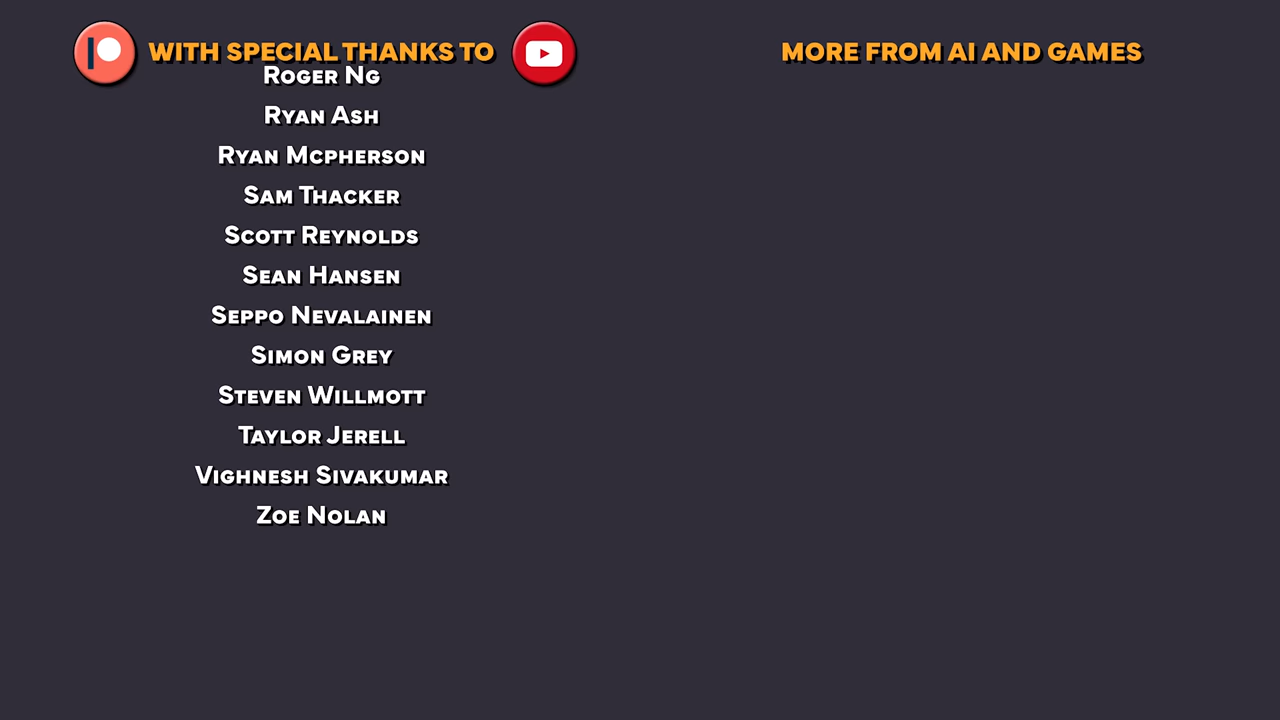 WITH SPECIAL THANKS TO
Roger Ng
Ryan Ash
Ryan Mcpherson
Sam Thacker
Scott Reynolds
Sean Hansen
Seppo Nevalainen
Simon Grey
Steven Willmott
Taylor Jerell
Vighnesh Sivakumar
Zoe Nolan
MORE FROM AI AND GAMES